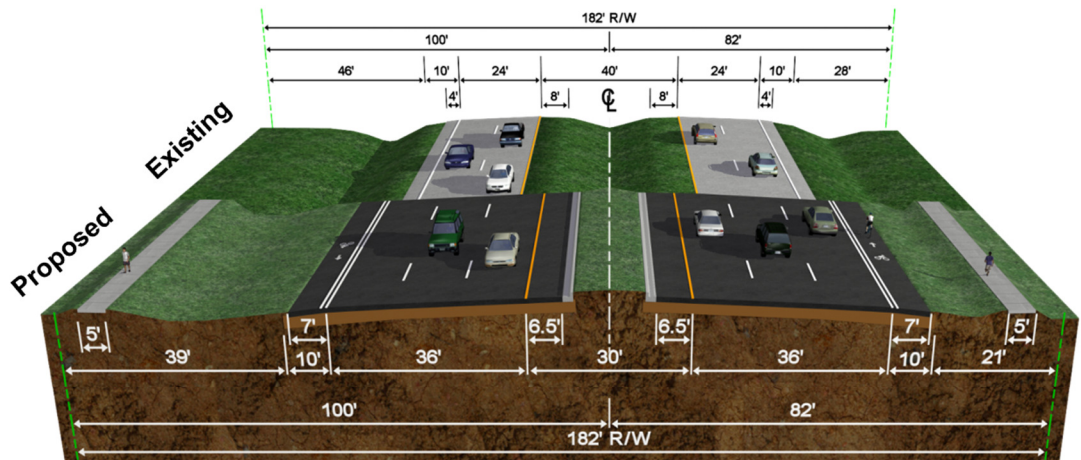 182' R/W
100' 82'
46' 10' 24' 40' 24' 10' 28'
4' 8' ℄ 8' 4'
Existing
Proposed
5' 7' 6.5' 6.5' 7' 5'
39' 10' 36' 30' 36' 10' 21'
100' 82'
182' R/W